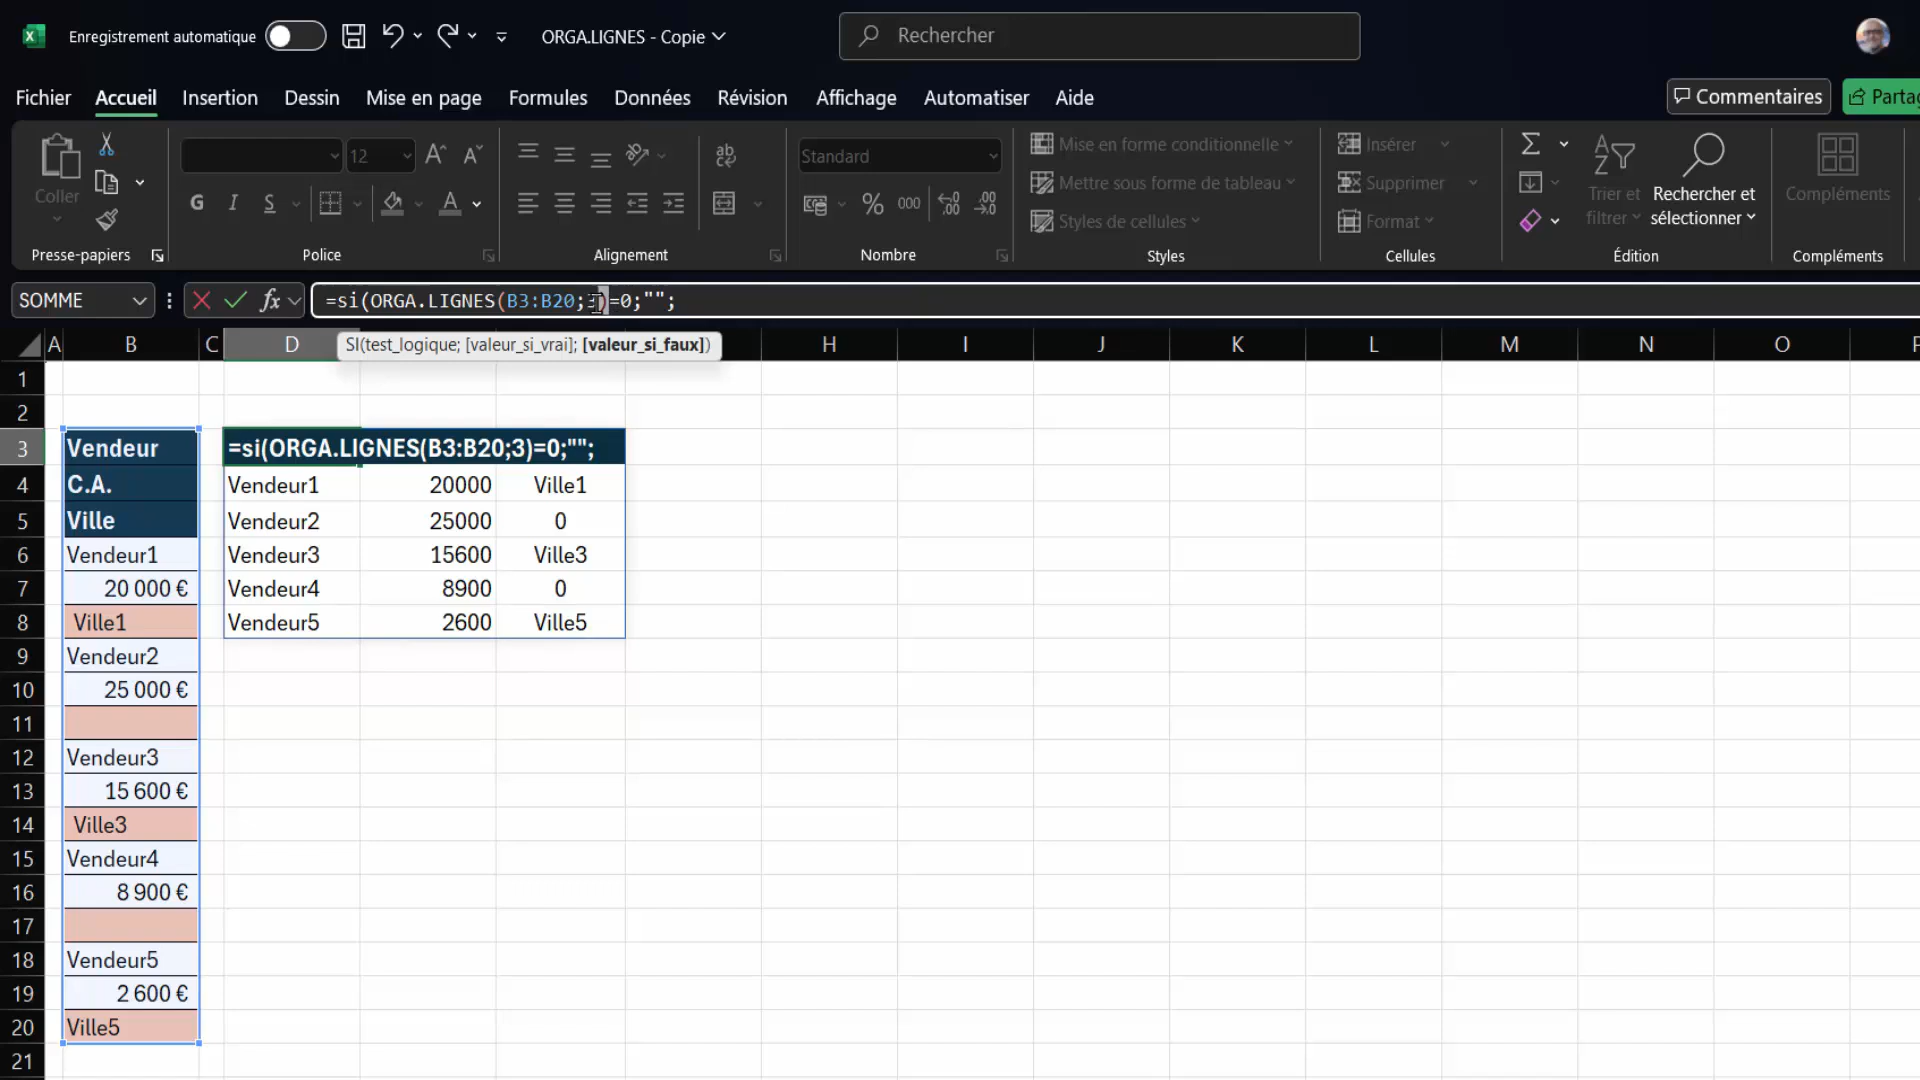 Enregistrement automatique
ORGA.LIGNES - Copie
Rechercher
Fichier Accueil Insertion Dessin Mise en page Formules Données Révision Affichage Automatiser Aide
Commentaires
Partag
Coller
12
Standard
Mise en forme conditionnelle
Mettre sous forme de tableau
Styles de cellules
Insérer
Supprimer
Format
Trier et
filtrer
Rechercher et
sélectionner
Compléments
G I S
% 000
Presse-papiers Police Alignement Nombre Styles Cellules Édition Compléments
SOMME
fx
=si(ORGA.LIGNES(B3:B20;3)=0;"";
SI(test_logique; [valeur_si_vrai]; [valeur_si_faux])
A B C D H I J K L M N O P
1
2
3 Vendeur =si(ORGA.LIGNES(B3:B20;3)=0;"";
4 C.A. Vendeur1 20000 Ville1
5 Ville Vendeur2 25000 0
6 Vendeur1 Vendeur3 15600 Ville3
7 20 000 € Vendeur4 8900 0
8 Ville1 Vendeur5 2600 Ville5
9 Vendeur2
10 25 000 €
11
12 Vendeur3
13 15 600 €
14 Ville3
15 Vendeur4
16 8 900 €
17
18 Vendeur5
19 2 600 €
20 Ville5
21